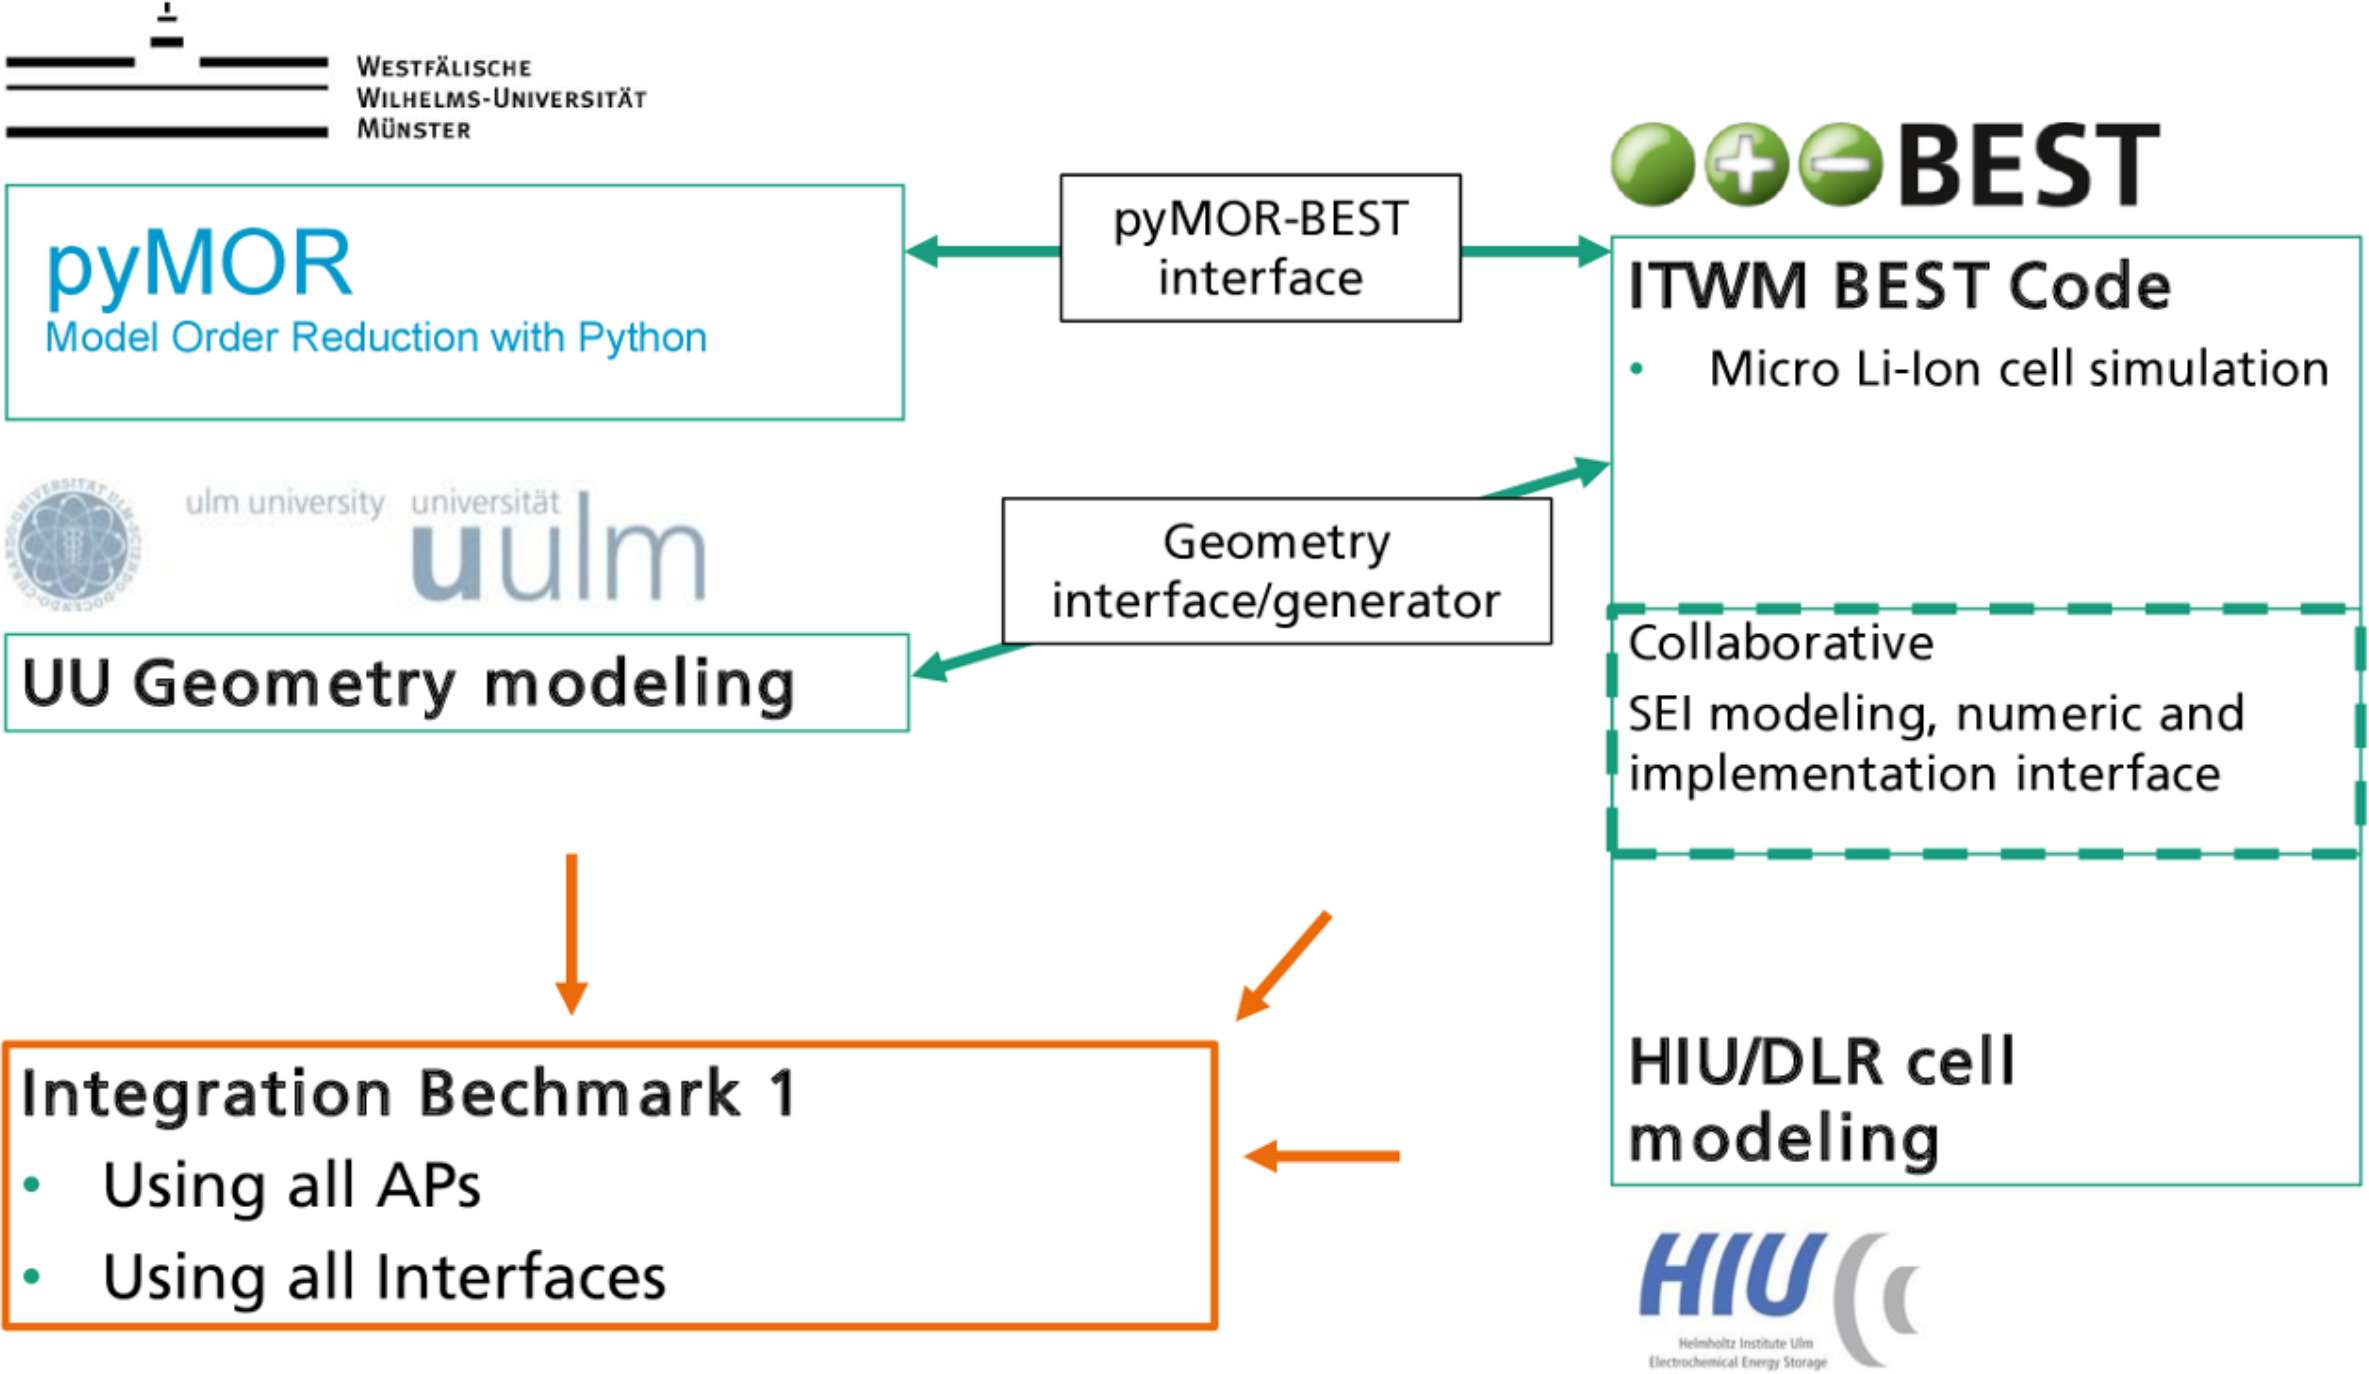 WESTFÄLISCHE
WILHELMS-UNIVERSITÄT
MÜNSTER
pyMOR
Model Order Reduction with Python
pyMOR-BEST
interface
BEST
ITWM BEST Code
• Micro Li-Ion cell simulation
ulm university universität
uulm
UU Geometry modeling
Geometry
interface/generator
Collaborative
SEI modeling, numeric and
implementation interface
HIU/DLR cell
modeling
Integration Bechmark 1
• Using all APs
• Using all Interfaces
HIU
Helmholtz Institute Ulm
Electrochemical Energy Storage